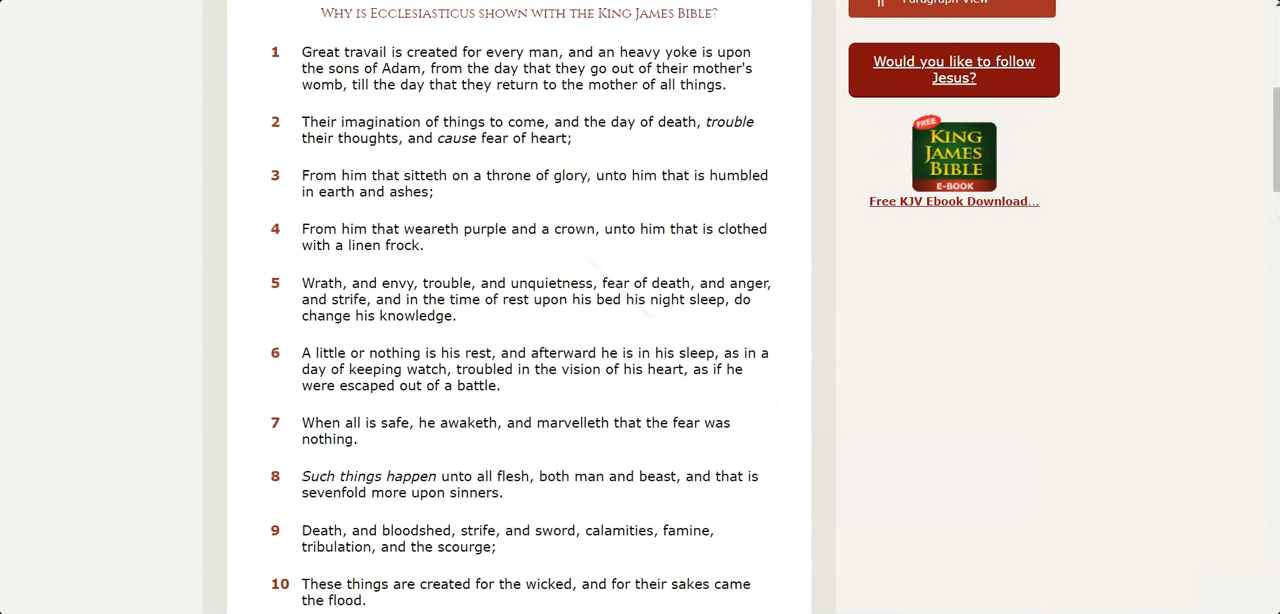 Why is Ecclesiasticus shown with the King James Bible?
1 Great travail is created for every man, and an heavy yoke is upon
the sons of Adam, from the day that they go out of their mother's
womb, till the day that they return to the mother of all things.
2 Their imagination of things to come, and the day of death, trouble
their thoughts, and cause fear of heart;
3 From him that sitteth on a throne of glory, unto him that is humbled
in earth and ashes;
4 From him that weareth purple and a crown, unto him that is clothed
with a linen frock.
5 Wrath, and envy, trouble, and unquietness, fear of death, and anger,
and strife, and in the time of rest upon his bed his night sleep, do
change his knowledge.
6 A little or nothing is his rest, and afterward he is in his sleep, as in a
day of keeping watch, troubled in the vision of his heart, as if he
were escaped out of a battle.
7 When all is safe, he awaketh, and marvelleth that the fear was
nothing.
8 Such things happen unto all flesh, both man and beast, and that is
sevenfold more upon sinners.
9 Death, and bloodshed, strife, and sword, calamities, famine,
tribulation, and the scourge;
10 These things are created for the wicked, and for their sakes came
the flood.
Paragraph View
Would you like to follow
Jesus?
FREE
KING
JAMES
BIBLE
E-BOOK
Free KJV Ebook Download...